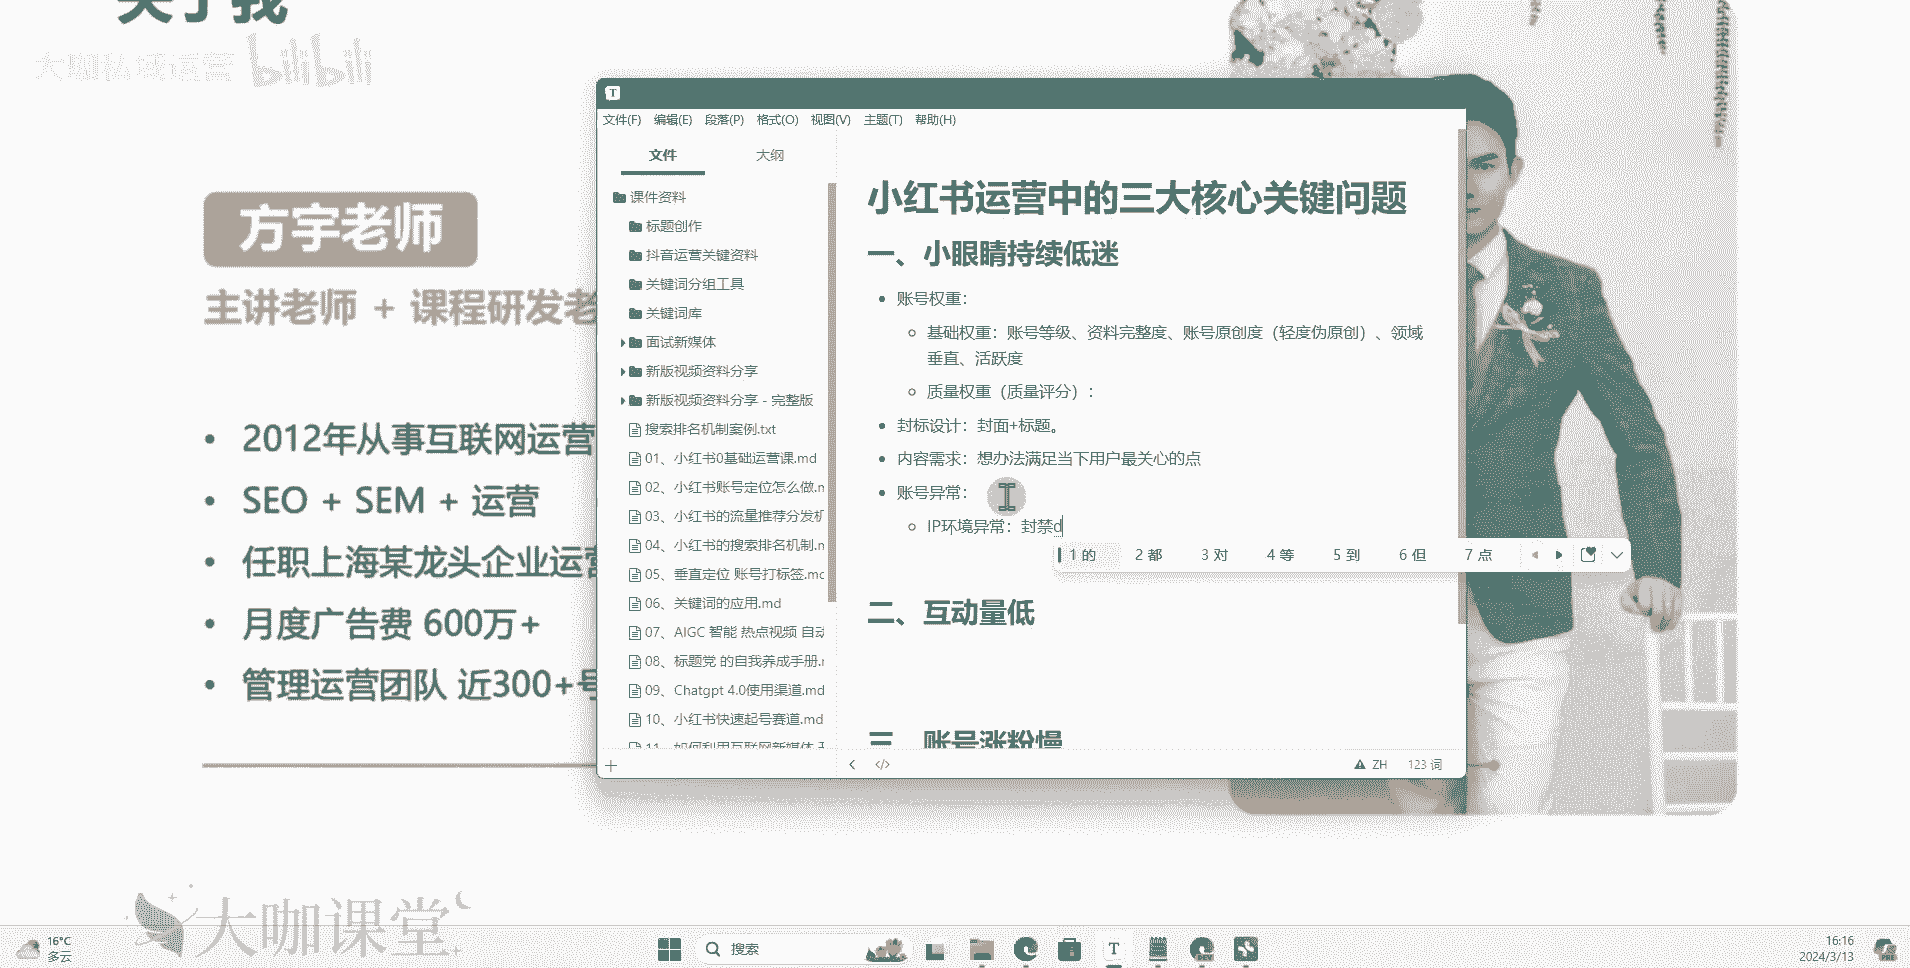 关于我
大咖私域运营 bilibili
方宇老师
主讲老师 + 课程研发老
2012年从事互联网运营
SEO + SEM + 运营
任职上海某龙头企业运营
月度广告费 600万+
管理运营团队 近300+号
大咖课堂
T
文件(F) 编辑(E) 段落(P) 格式(O) 视图(V) 主题(T) 帮助(H)
文件 大纲
课件资料
标题创作
抖音运营关键资料
关键词分组工具
关键词库
面试新媒体
新版视频资料分享
新版视频资料分享 - 完整版
搜索排名机制案例.txt
01、小红书0基础运营课.md
02、小红书账号定位怎么做.m
03、小红书的流量推荐分发机
04、小红书的搜索排名机制.m
05、垂直定位 账号打标签.mc
06、关键词的应用.md
07、AIGC 智能 热点视频 自动
08、标题党 的自我养成手册.r
09、Chatgpt 4.0使用渠道.md
10、小红书快速起号赛道.md
11、如何利用互联网新媒体
小红书运营中的三大核心关键问题
一、小眼睛持续低迷
账号权重：
基础权重：账号等级、资料完整度、账号原创度（轻度伪原创）、领域
垂直、活跃度
质量权重（质量评分）：
封标设计：封面+标题。
内容需求：想办法满足当下用户最关心的点
账号异常：
IP环境异常：封禁d
1 的 2 都 3 对 4 等 5 到 6 但 7 点
二、互动量低
三、账号涨粉慢
</> ZH 123 词
16°C
多云
搜索
T
DEV
16:16
2024/3/13
PRE